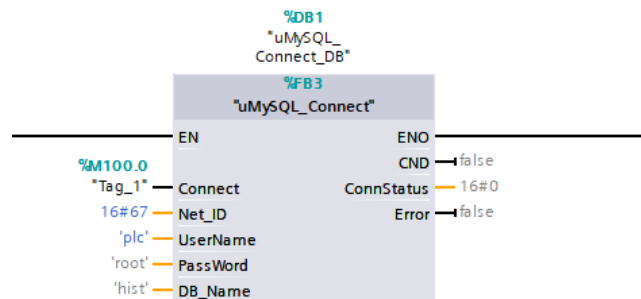 %DB1
"uMySQL_
Connect_DB"
%FB3
"uMySQL_Connect"
EN ENO
CND false
%M100.0
"Tag_1" Connect ConnStatus 16#0
16#67 Net_ID Error false
'plc' UserName
'root' PassWord
'hist' DB_Name